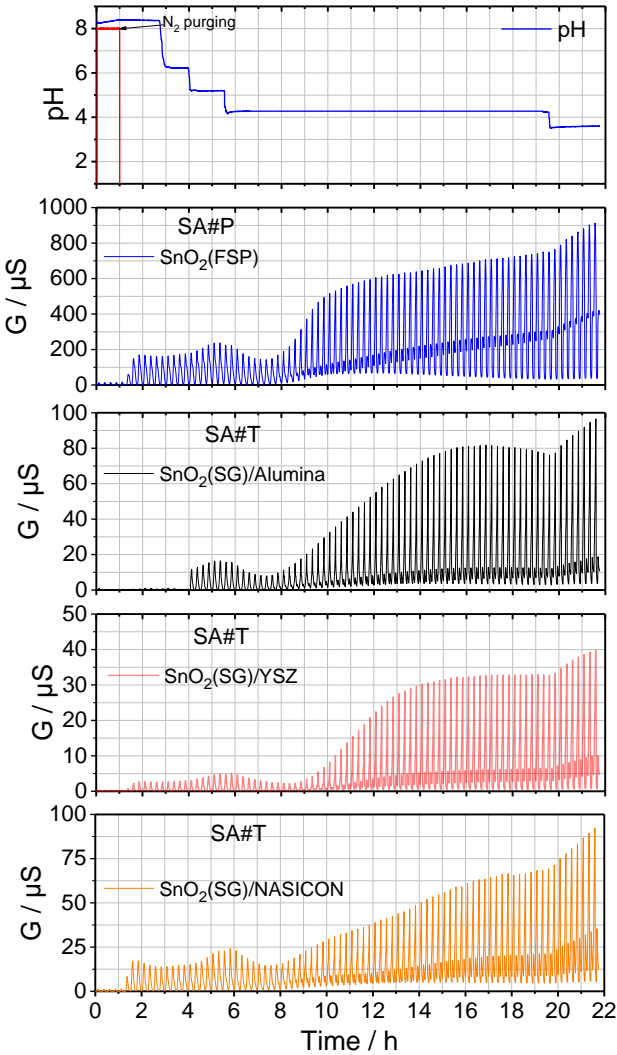 8
6
4
2
pH
N₂ purging
pH
1000
800
600
400
200
0
G / µS
SA#P
SnO₂(FSP)
100
80
60
40
20
0
G / µS
SA#T
SnO₂(SG)/Alumina
50
40
30
20
10
0
G / µS
SA#T
SnO₂(SG)/YSZ
100
75
50
25
0
G / µS
SA#T
SnO₂(SG)/NASICON
0 2 4 6 8 10 12 14 16 18 20 22
Time / h